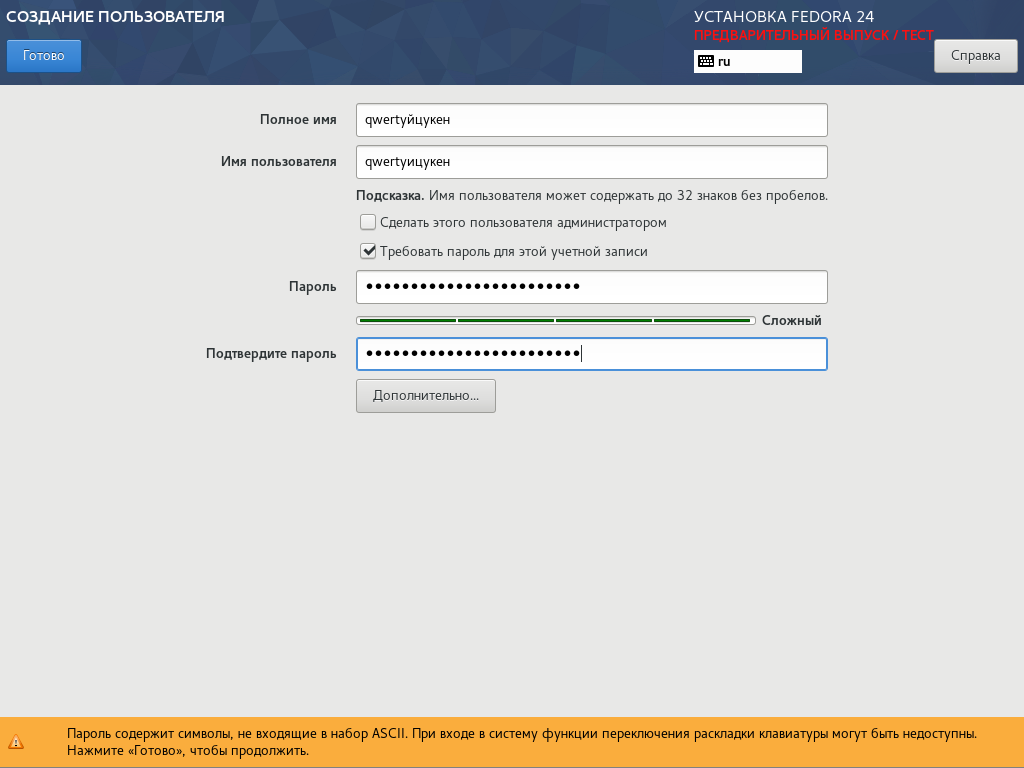 СОЗДАНИЕ ПОЛЬЗОВАТЕЛЯ
УСТАНОВКА FEDORA 24
ПРЕДВАРИТЕЛЬНЫЙ ВЫПУСК / ТЕСТ
Готово
ru
Справка
Полное имя
qwertyйцукен
Имя пользователя
qwertyицукен
Подсказка. Имя пользователя может содержать до 32 знаков без пробелов.
Сделать этого пользователя администратором
Требовать пароль для этой учетной записи
Пароль
●●●●●●●●●●●●●●●●●●●●●●●●
Сложный
Подтвердите пароль
●●●●●●●●●●●●●●●●●●●●●●●●
Дополнительно...
Пароль содержит символы, не входящие в набор ASCII. При входе в систему функции переключения раскладки клавиатуры могут быть недоступны.
Нажмите «Готово», чтобы продолжить.